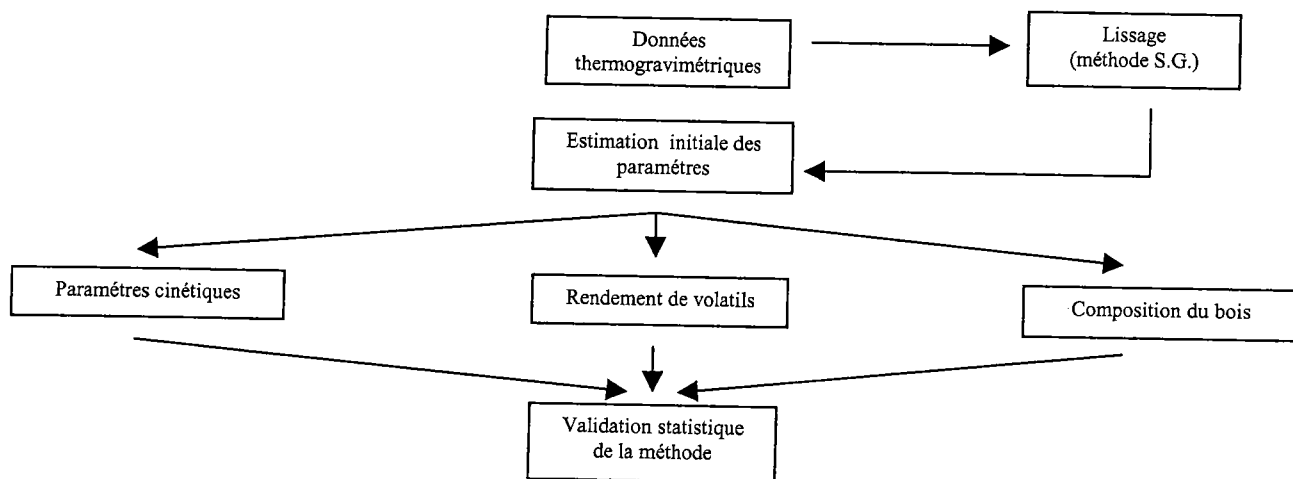 Données
thermogravimétriques
Lissage
(méthode S.G.)
Estimation initiale des
paramétres
Paramétres cinétiques
Rendement de volatils
Composition du bois
Validation statistique
de la méthode